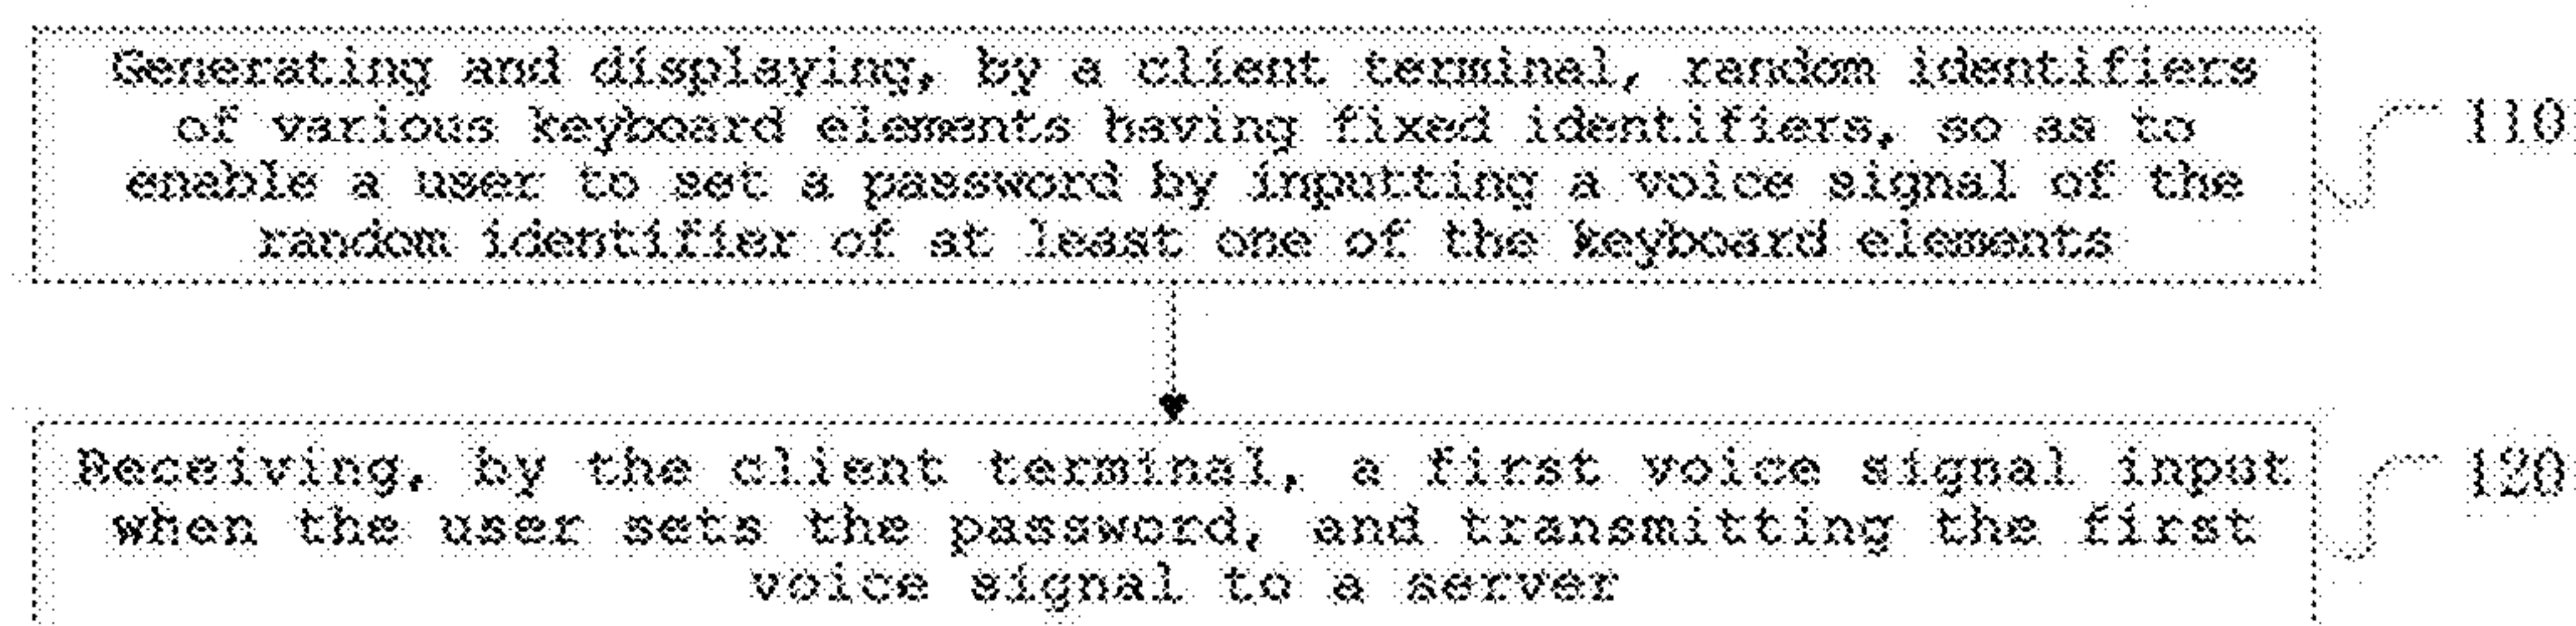 Generating and displaying, by a client terminal, random identifiers
of various keyboard elements having fixed identifiers, so as to
enable a user to set a password by inputting a voice signal of the
random identifier of at least one of the keyboard elements
110
Receiving, by the client terminal, a first voice signal input
when the user sets the password, and transmitting the first
voice signal to a server
120